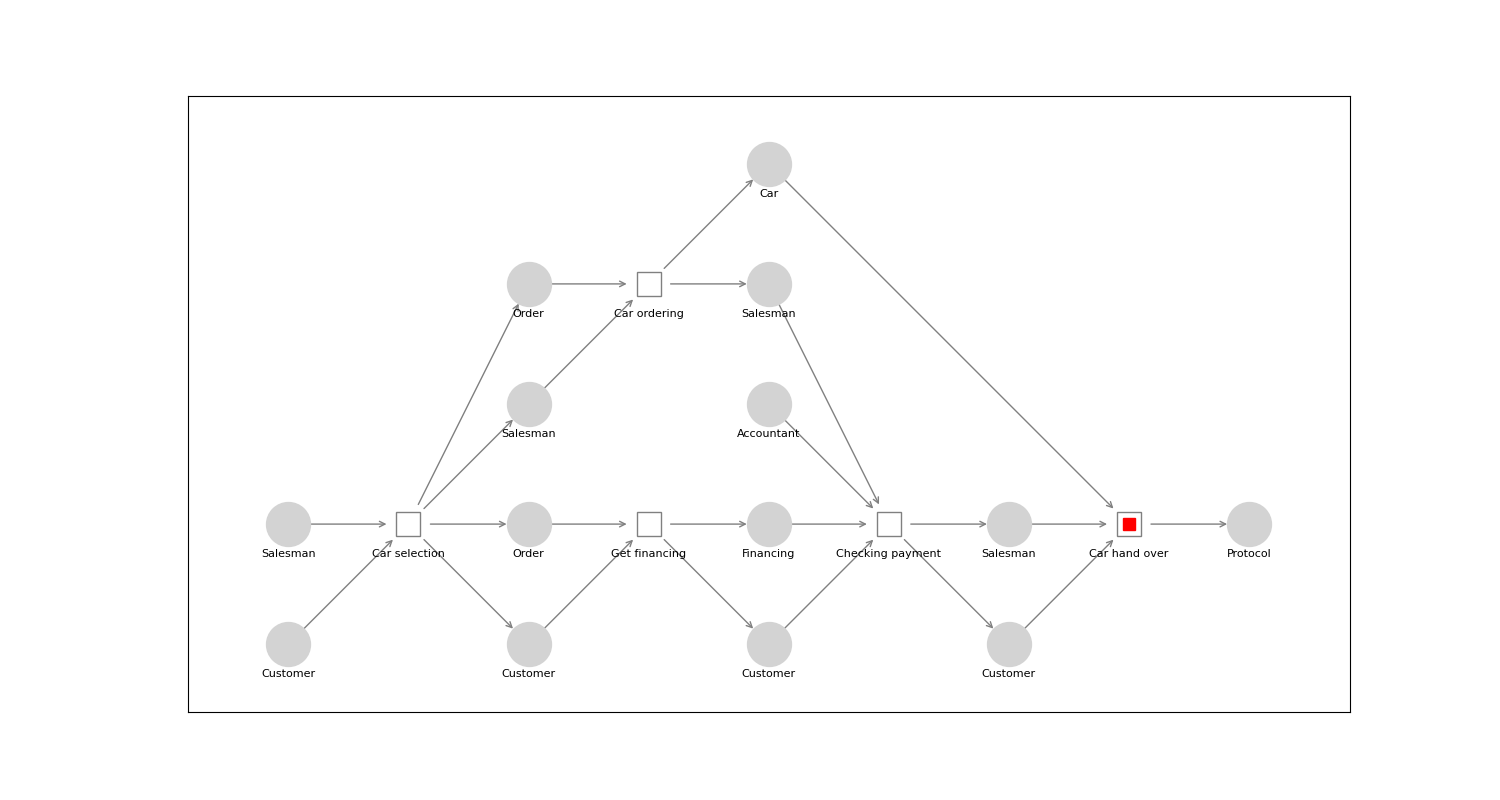 Car
Order
Car ordering
Salesman
Salesman
Accountant
Salesman
Car selection
Order
Get financing
Financing
Checking payment
Salesman
Car hand over
Protocol
Customer
Customer
Customer
Customer